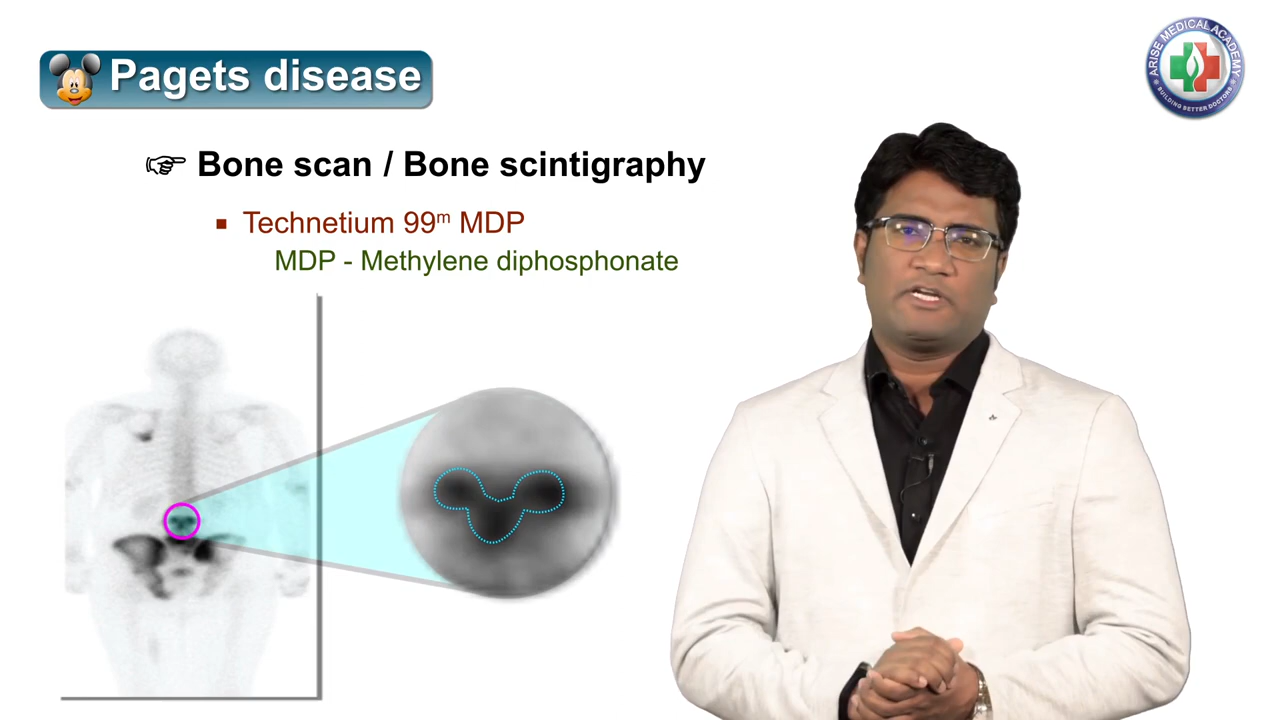 Pagets disease
☞ Bone scan / Bone scintigraphy
▪ Technetium 99ᵐ MDP
MDP - Methylene diphosphonate
ARISE MEDICAL ACADEMY
BUILDING BETTER DOCTORS